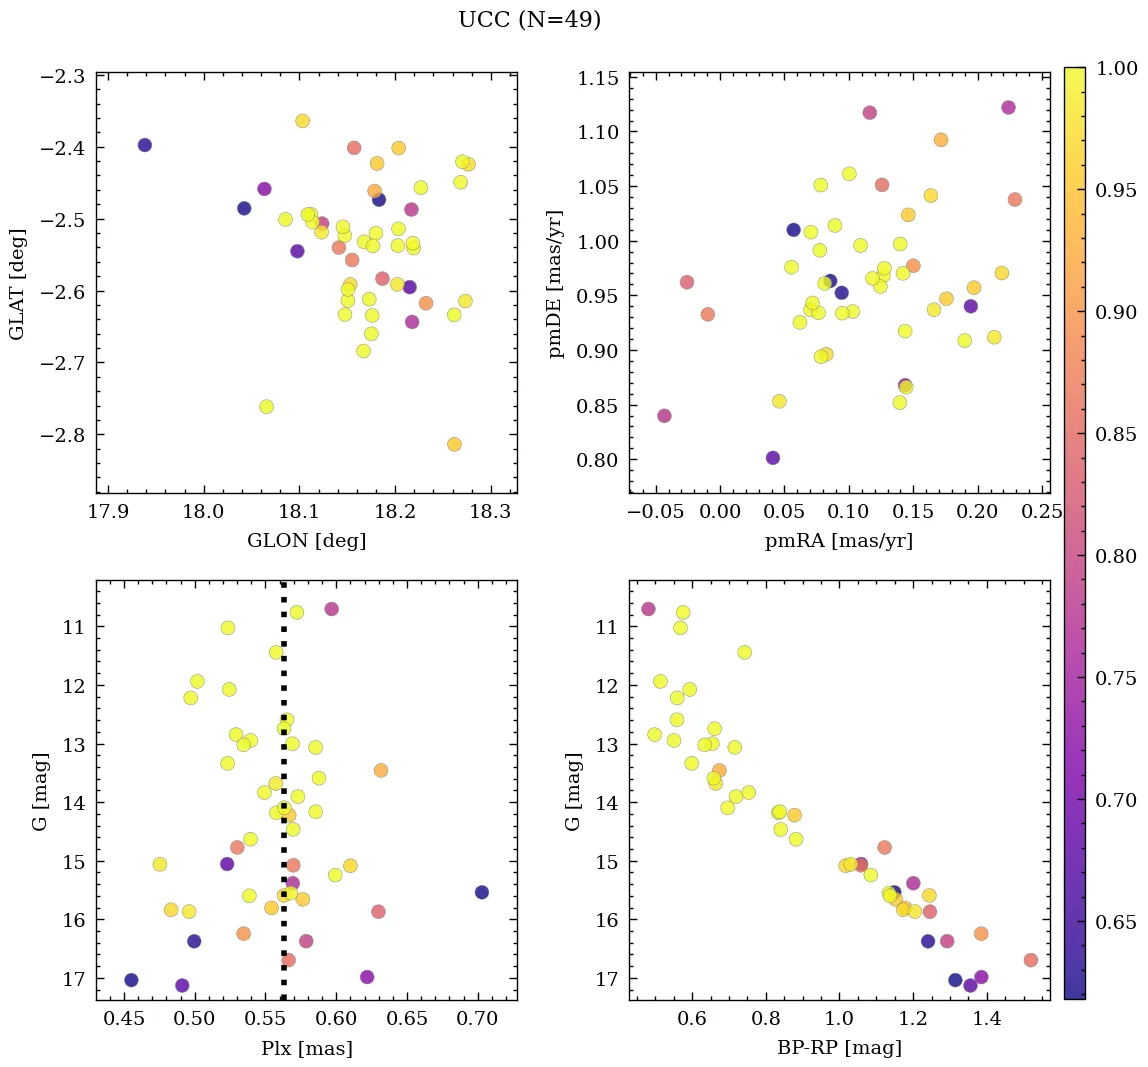 UCC (N=49)
−2.3
−2.4
−2.5
−2.6
−2.7
−2.8
GLAT [deg]
17.9 18.0 18.1 18.2 18.3
GLON [deg]
1.15
1.10
1.05
1.00
0.95
0.90
0.85
0.80
pmDE [mas/yr]
−0.05 0.00 0.05 0.10 0.15 0.20 0.25
pmRA [mas/yr]
11
12
13
14
15
16
17
G [mag]
0.45 0.50 0.55 0.60 0.65 0.70
Plx [mas]
11
12
13
14
15
16
17
G [mag]
0.6 0.8 1.0 1.2 1.4
BP-RP [mag]
1.00
0.95
0.90
0.85
0.80
0.75
0.70
0.65